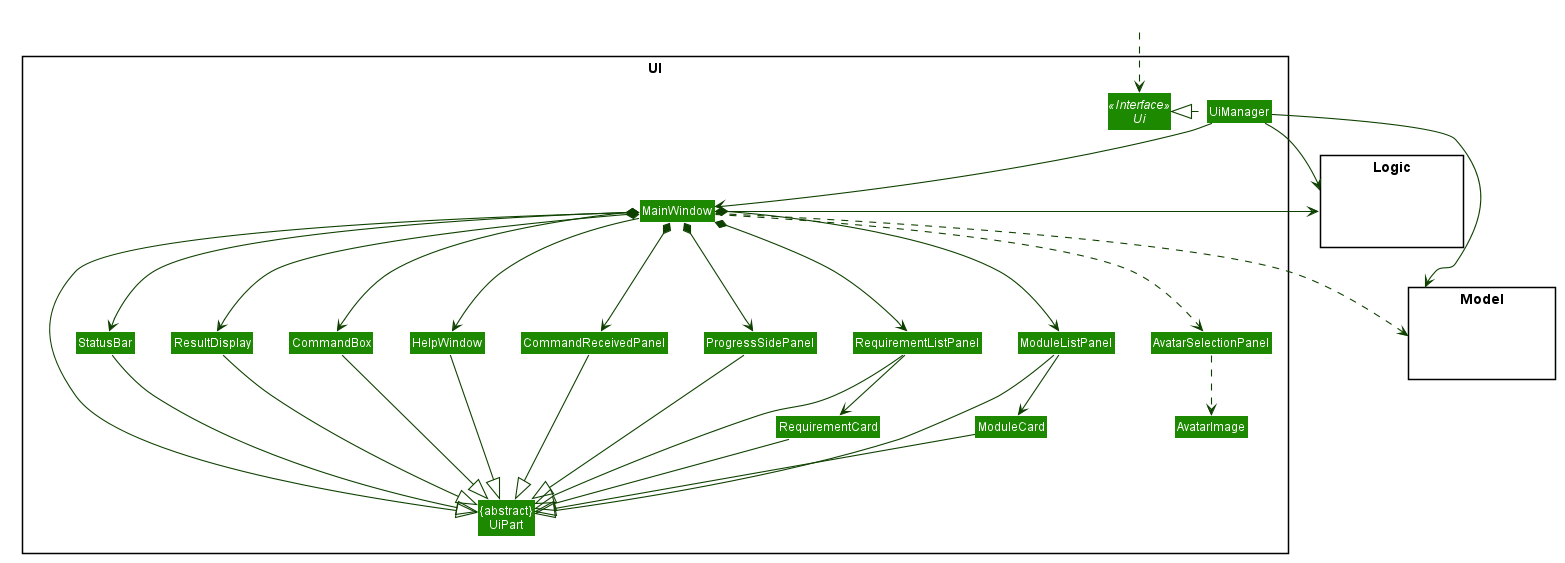 UI
«Interface»
Ui
UiManager
Logic
MainWindow
Model
StatusBar
ResultDisplay
CommandBox
HelpWindow
CommandReceivedPanel
ProgressSidePanel
RequirementListPanel
ModuleListPanel
AvatarSelectionPanel
RequirementCard
ModuleCard
AvatarImage
{abstract}
UiPart